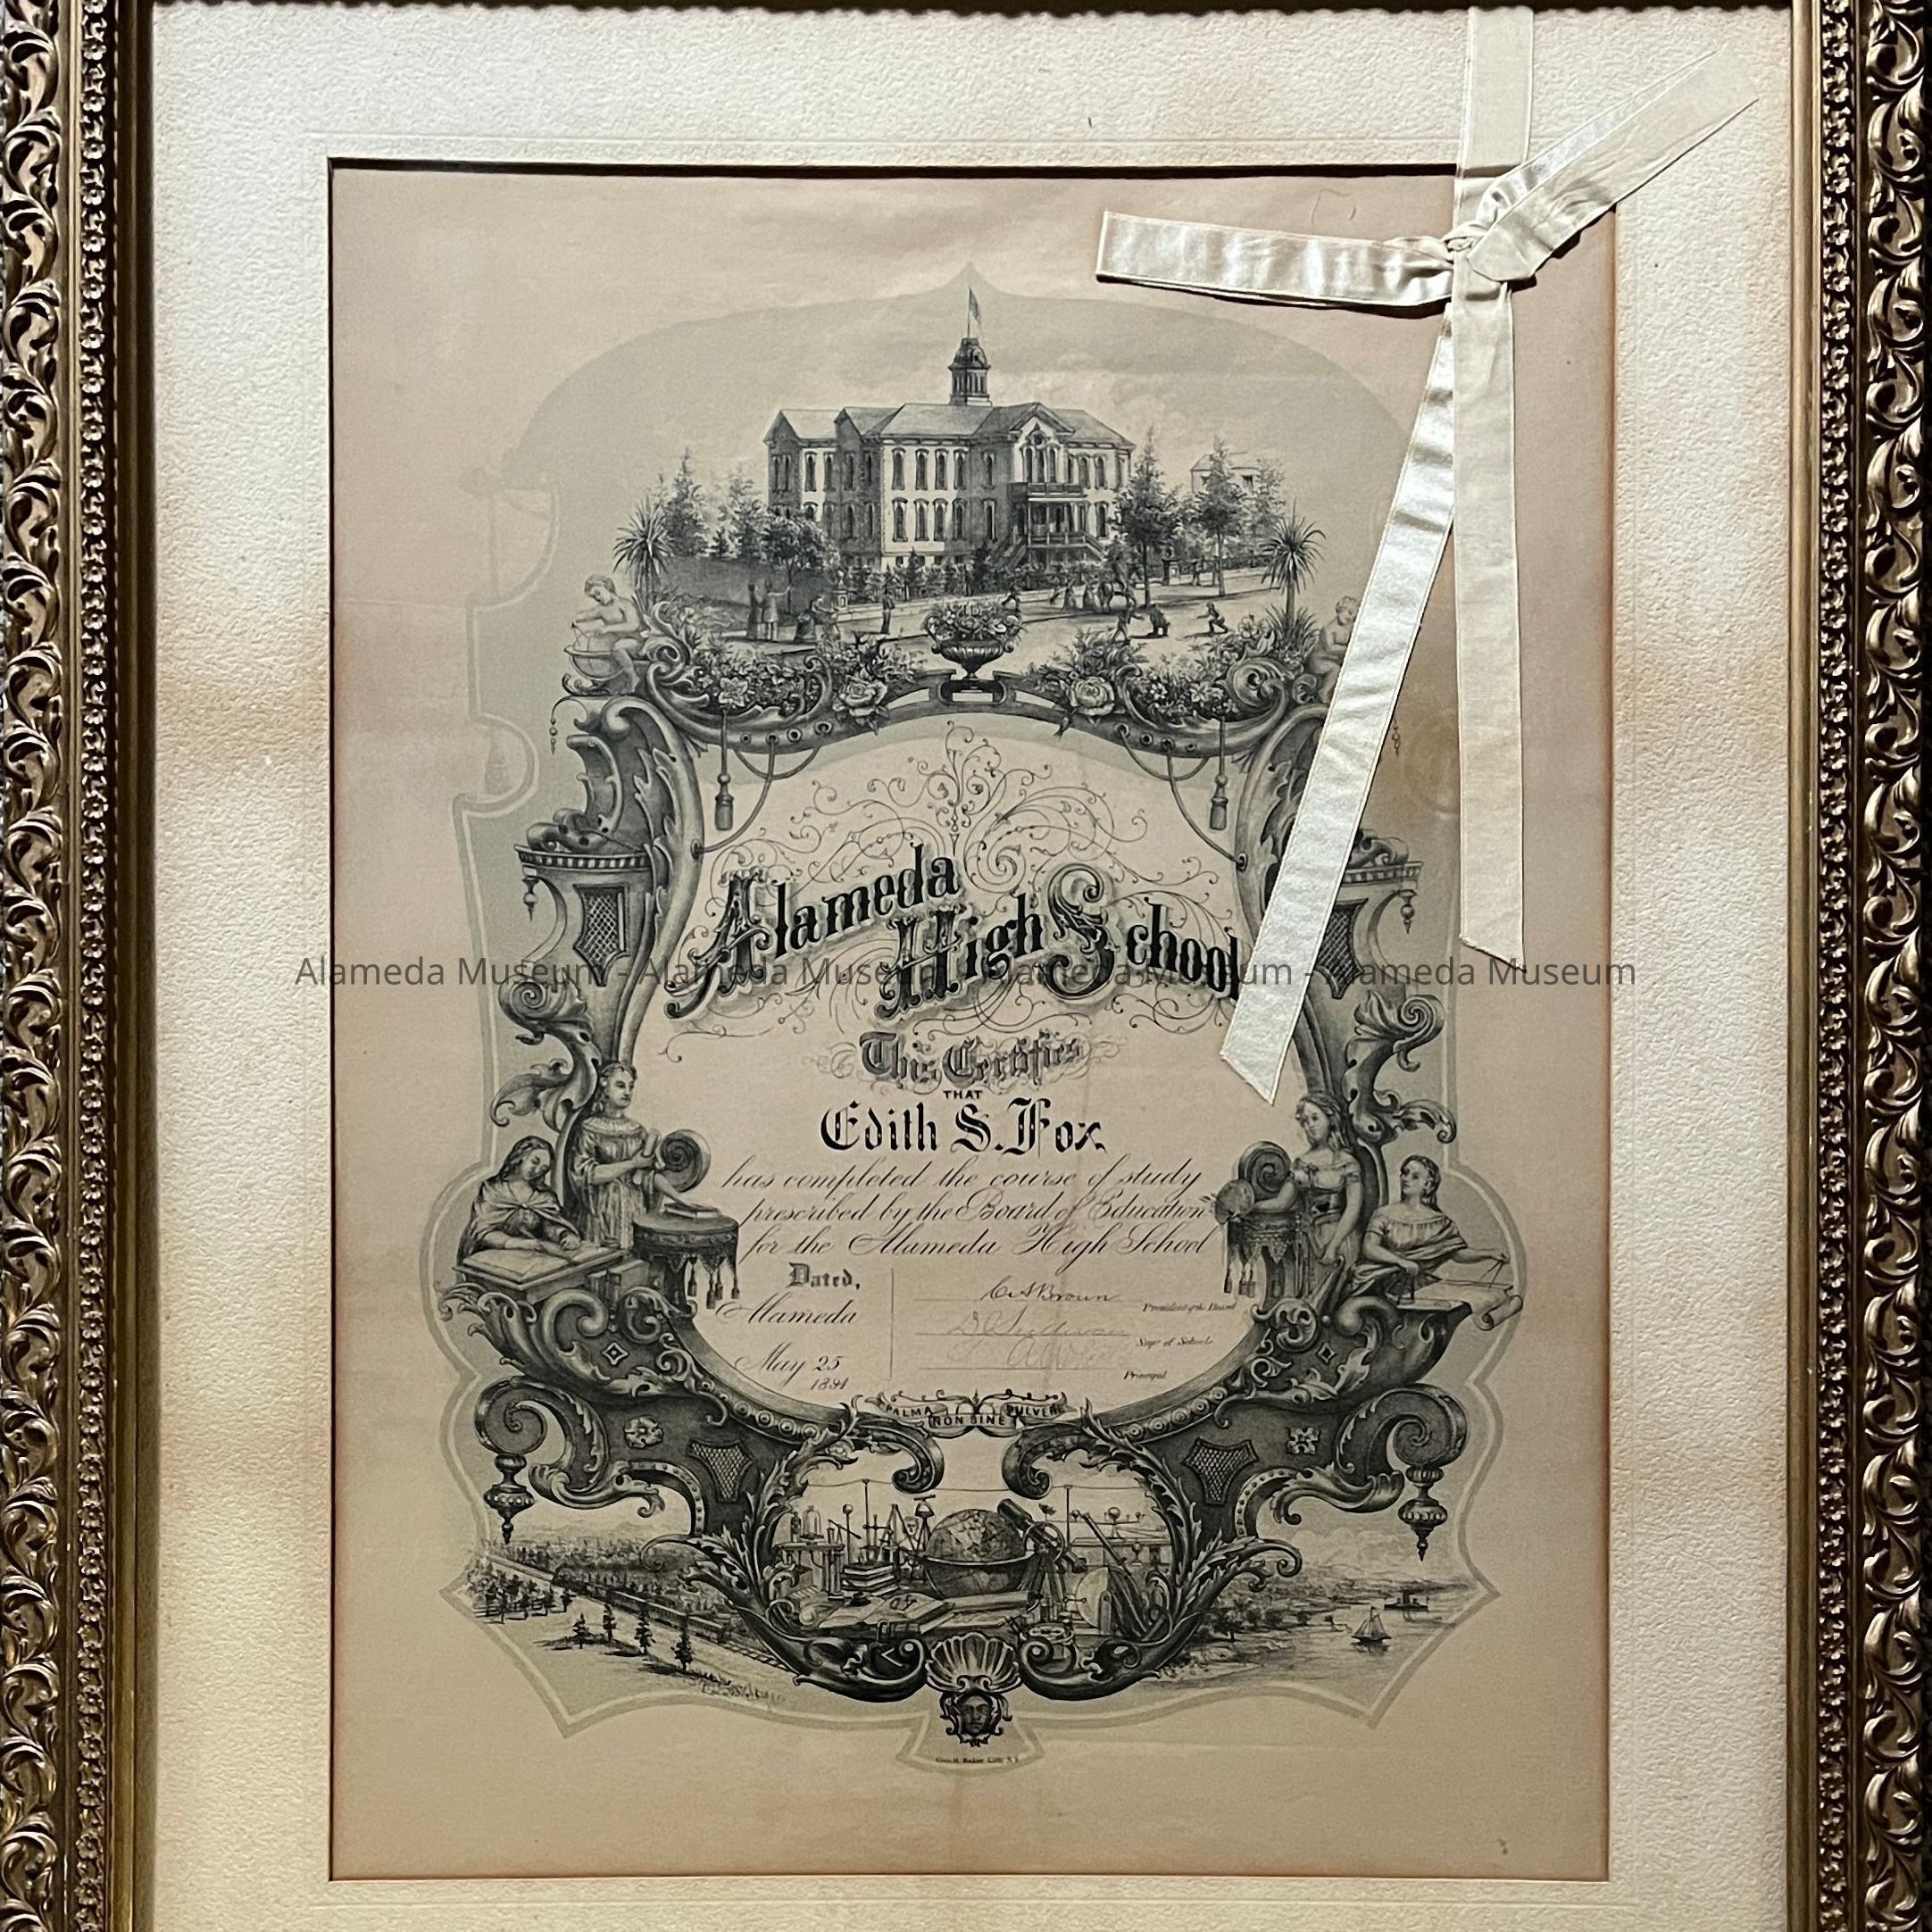 Alameda
High School
Alameda Museum - Alameda Museum - Alameda Museum - Alameda Museum
This Certifies
THAT
Edith S. Fox
has completed the course of study
prescribed by the Board of Education
for the Alameda High School
Dated,
Alameda
May 25
1891
C. S. Brown
President of the Board
Supt of Schools
Principal
PALMA NON SINE PULVERE